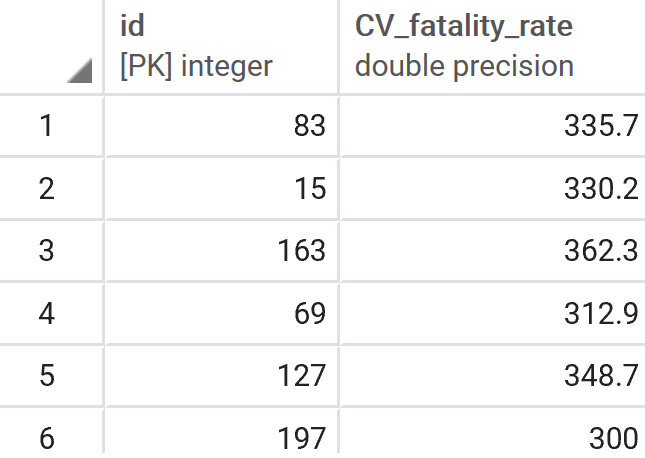 id CV_fatality_rate
[PK] integer double precision
1 83 335.7
2 15 330.2
3 163 362.3
4 69 312.9
5 127 348.7
6 197 300